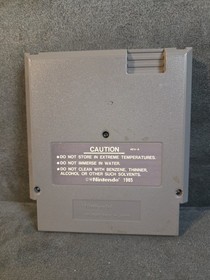 CAUTION
●DO NOT STORE IN EXTREME TEMPERATURES.
●DO NOT IMMERSE IN WATER.
●DO NOT CLEAN WITH BENZENE, THINNER,
ALCOHOL OR OTHER SUCH SOLVENTS.
©Nintendo 1985